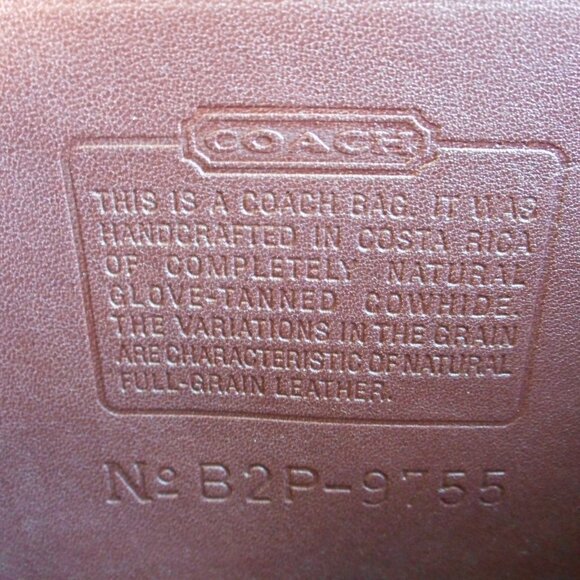 COACH
THIS IS A COACH BAG. IT WAS
HANDCRAFTED IN COSTA RICA
OF COMPLETELY NATURAL
GLOVE-TANNED COWHIDE.
THE VARIATIONS IN THE GRAIN
ARE CHARACTERISTIC OF NATURAL
FULL-GRAIN LEATHER.
No B2P-9755